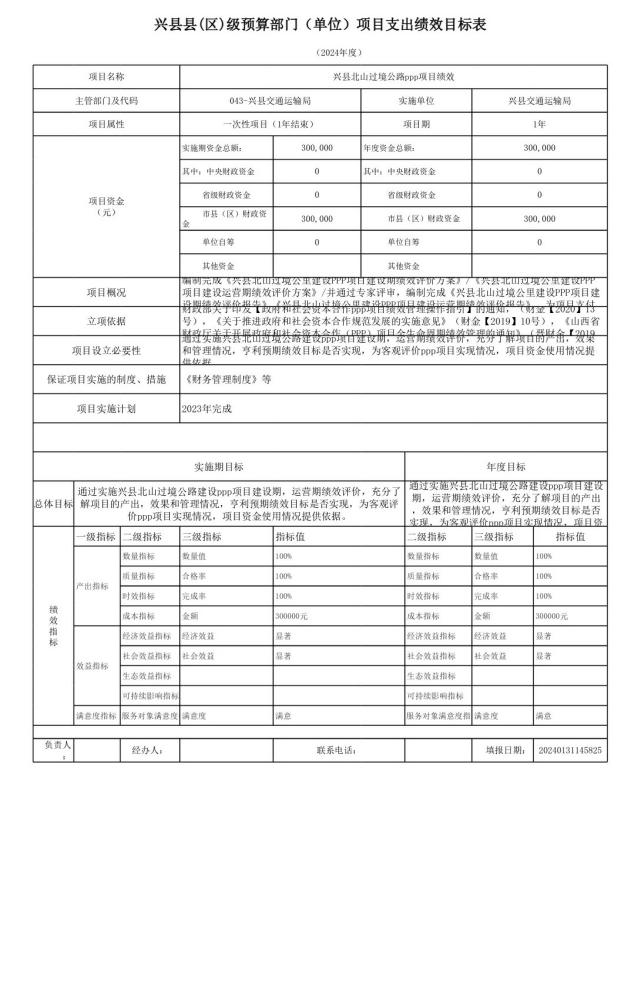 兴县县(区)级预算部门（单位）项目支出绩效目标表
（2024年度）
项目名称 兴县北山过境公路ppp项目绩效
主管部门及代码 043-兴县交通运输局 实施单位 兴县交通运输局
项目属性 一次性项目（1年结束） 项目期 1年
项目资金（元）
实施期资金总额: 300,000 年度资金总额: 300,000
其中: 中央财政资金 0 其中: 中央财政资金 0
省级财政资金 0 省级财政资金 0
市县（区）财政资金 300,000 市县（区）财政资金 300,000
单位自筹 0 单位自筹 0
其他资金 其他资金
项目概况
编制完成《兴县北山过境公里建设PPP项目建设期绩效评价方案》/《兴县北山过境公里建设PPP
项目建设运营期绩效评价方案》/并通过专家评审, 编制完成《兴县北山过境公里建设PPP项目建
设期绩效评价报告》《兴县北山过境公里建设PPP项目建设运营期绩效评价报告》, 为项目支付
立项依据
财政部关于印发【政府和社会资本合作ppp项目绩效管理操作指引】的通知, （财金【2020】13
号）, 《关于推进政府和社会资本合作规范发展的实施意见》（财金【2019】10号）, 《山西省
财政厅关于开展政府和社会资本合作（PPP）项目全生命周期绩效管理的通知》（晋财金【2019
项目设立必要性
通过实施兴县北山过境公路建设ppp项目建设期, 运营期绩效评价, 充分了解项目的产出, 效果
和管理情况, 亨利预期绩效目标是否实现, 为客观评价ppp项目实现情况, 项目资金使用情况提
供依据
保证项目实施的制度、措施 《财务管理制度》等
项目实施计划 2023年完成
实施期目标 年度目标
总体目标
通过实施兴县北山过境公路建设ppp项目建设期, 运营期绩效评价, 充分了
解项目的产出, 效果和管理情况, 亨利预期绩效目标是否实现, 为客观评
价ppp项目实现情况, 项目资金使用情况提供依据。
通过实施兴县北山过境公路建设ppp项目建设
期, 运营期绩效评价, 充分了解项目的产出
, 效果和管理情况, 亨利预期绩效目标是否
实现, 为客观评价ppp项目实现情况, 项目资
绩效指标
一级指标 二级指标 三级指标 指标值 二级指标 三级指标 指标值
产出指标
数量指标 数量值 100% 数量指标 数量值 100%
质量指标 合格率 100% 质量指标 合格率 100%
时效指标 完成率 100% 时效指标 完成率 100%
成本指标 金额 300000元 成本指标 金额 300000元
效益指标
经济效益指标 经济效益 显著 经济效益指标 经济效益 显著
社会效益指标 社会效益 显著 社会效益指标 社会效益 显著
生态效益指标 生态效益指标
可持续影响指标 可持续影响指标
满意度指标 服务对象满意度 满意度 满意 服务对象满意度指 满意度 满意
负责人: 经办人: 联系电话: 填报日期: 20240131145825